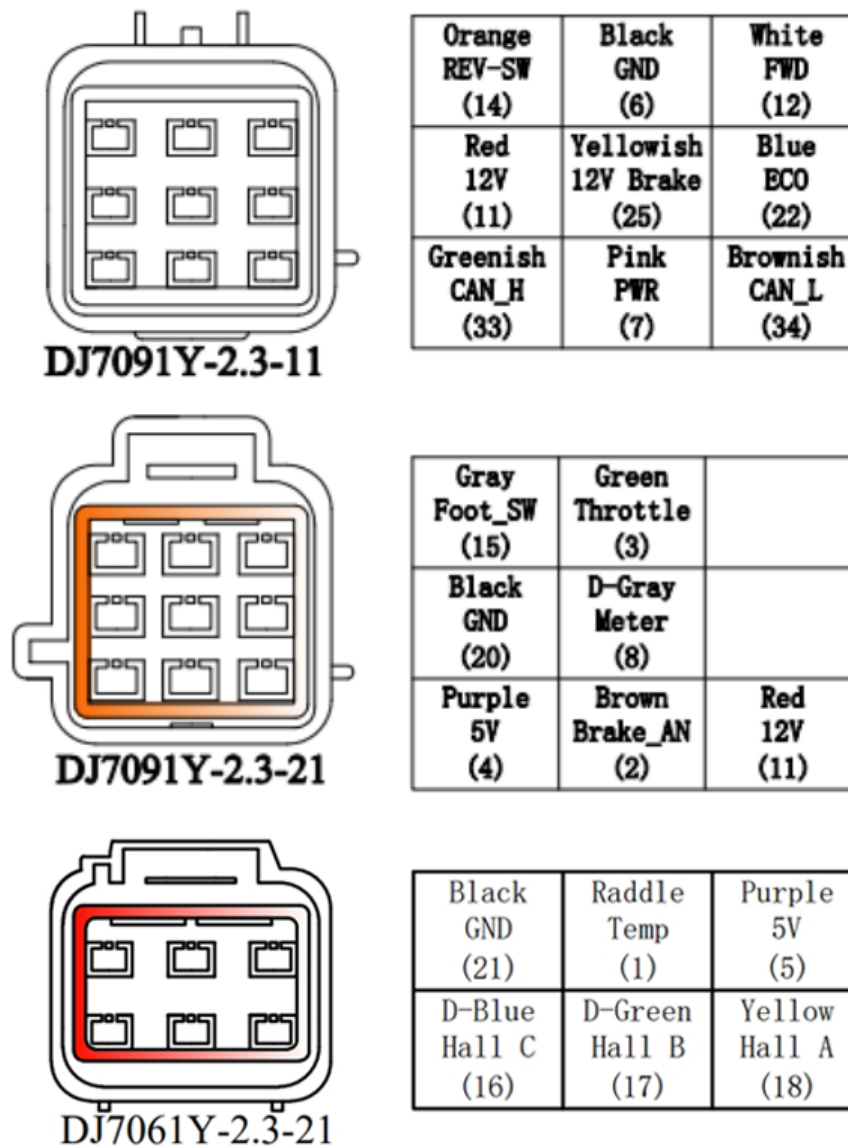 Orange Black White
REV-SW GND FWD
(14) (6) (12)
Red Yellowish Blue
12V 12V Brake ECO
(11) (25) (22)
Greenish Pink Brownish
CAN_H PWR CAN_L
(33) (7) (34)
DJ7091Y-2.3-11
Gray Green
Foot_SW Throttle
(15) (3)
Black D-Gray
GND Meter
(20) (8)
Purple Brown Red
5V Brake_AN 12V
(4) (2) (11)
DJ7091Y-2.3-21
Black Raddle Purple
GND Temp 5V
(21) (1) (5)
D-Blue D-Green Yellow
Hall C Hall B Hall A
(16) (17) (18)
DJ7061Y-2.3-21